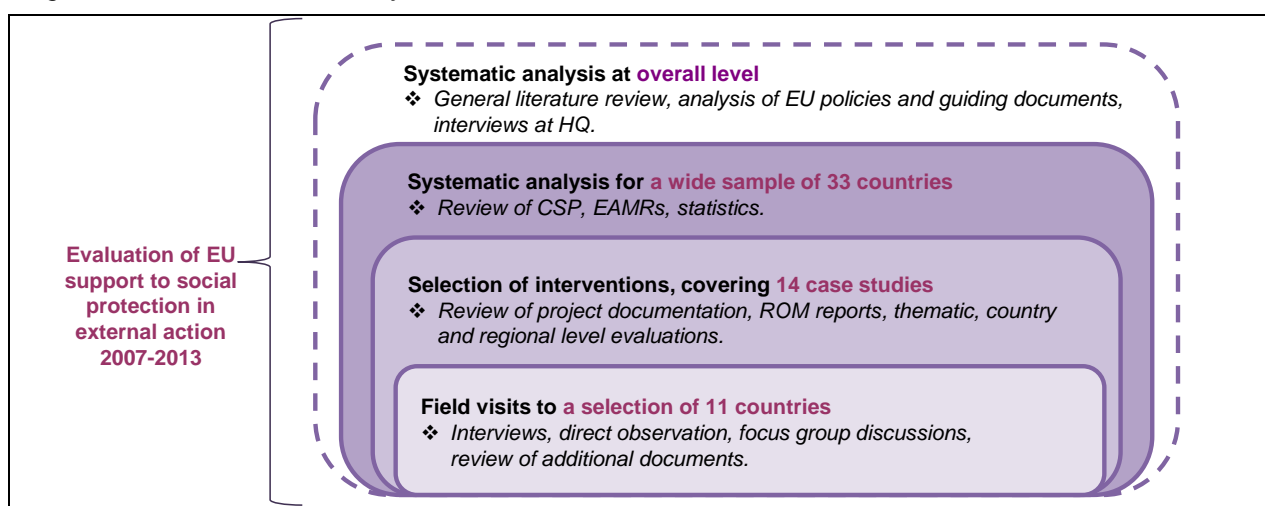 Systematic analysis at overall level
❖ General literature review, analysis of EU policies and guiding documents,
interviews at HQ.
Systematic analysis for a wide sample of 33 countries
❖ Review of CSP, EAMRs, statistics.
Evaluation of EU
support to social
protection in
external action
2007-2013
Selection of interventions, covering 14 case studies
❖ Review of project documentation, ROM reports, thematic, country
and regional level evaluations.
Field visits to a selection of 11 countries
❖ Interviews, direct observation, focus group discussions,
review of additional documents.